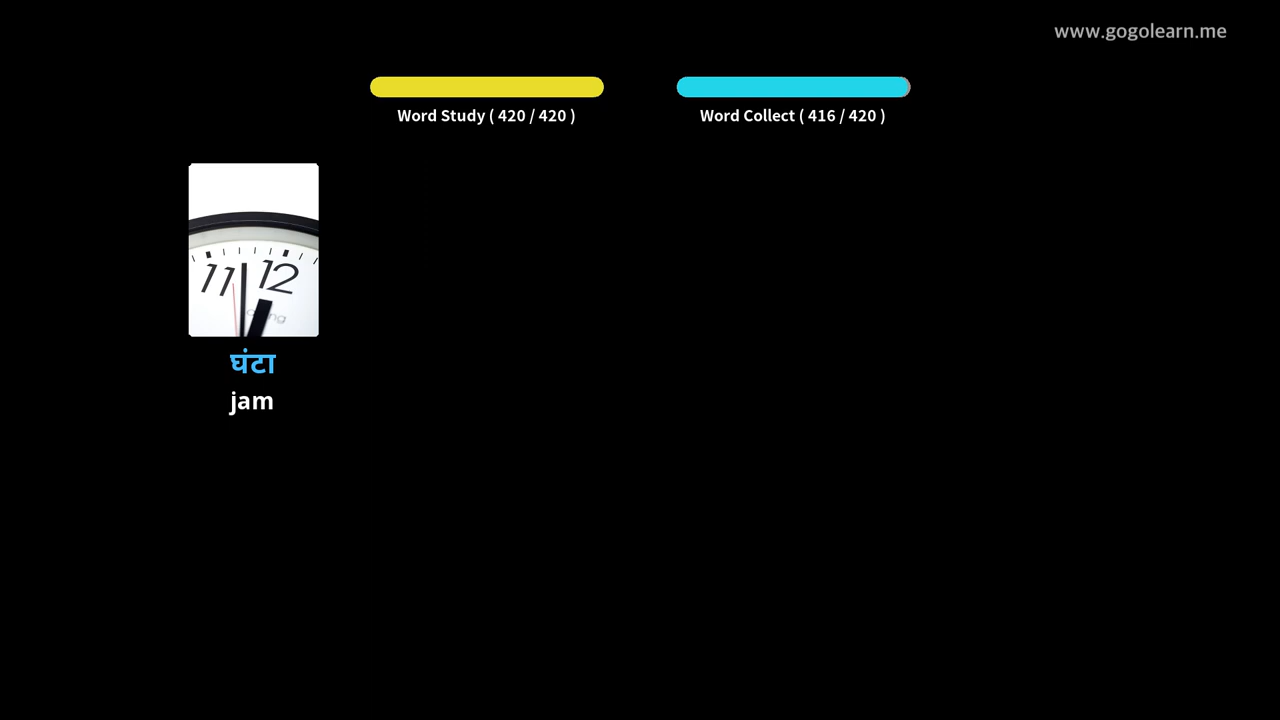 www.gogolearn.me
Word Study ( 420 / 420 )
Word Collect ( 416 / 420 )
11 12
घंटा
jam